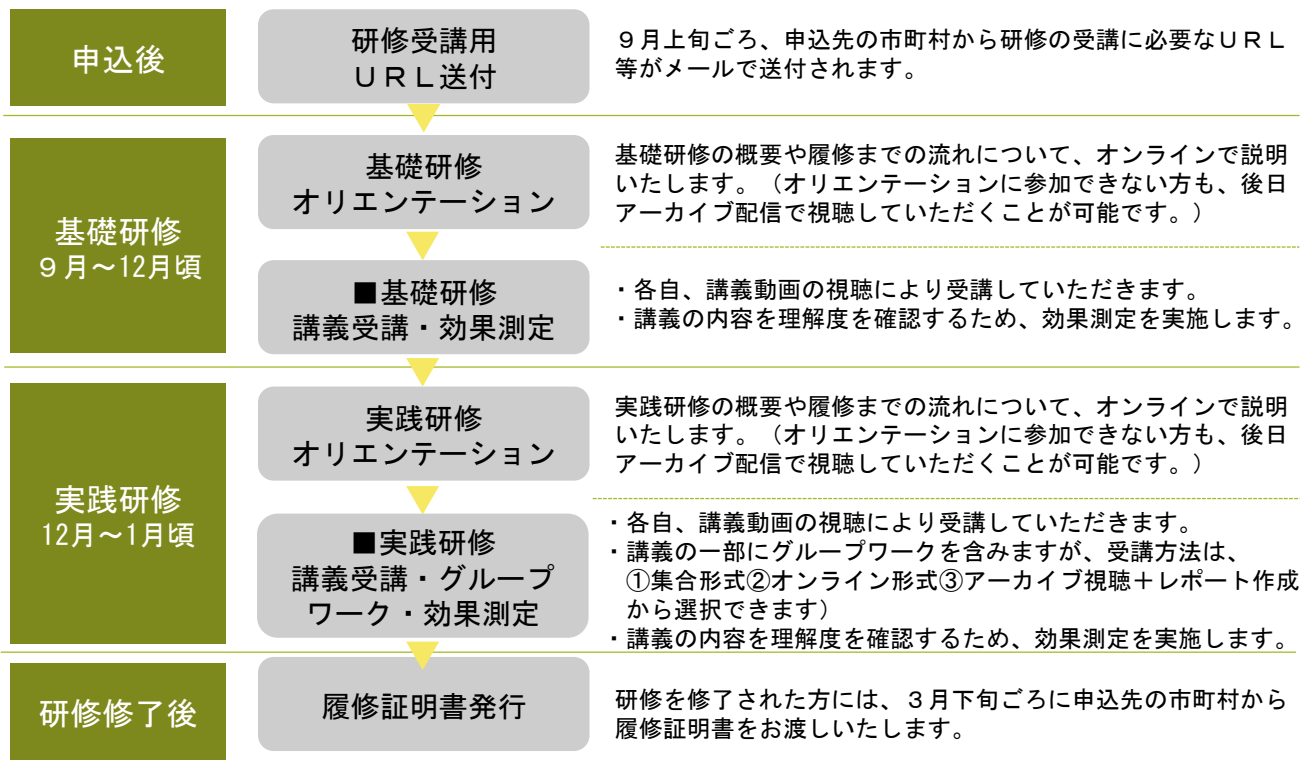 申込後
研修受講用
ＵＲＬ送付
９月上旬ごろ、申込先の市町村から研修の受講に必要なＵＲＬ
等がメールで送付されます。
基礎研修
９月～12月頃
基礎研修
オリエンテーション
基礎研修の概要や履修までの流れについて、オンラインで説明
いたします。（オリエンテーションに参加できない方も、後日
アーカイブ配信で視聴していただくことが可能です。）
■基礎研修
講義受講・効果測定
・各自、講義動画の視聴により受講していただきます。
・講義の内容を理解度を確認するため、効果測定を実施します。
実践研修
12月～1月頃
実践研修
オリエンテーション
実践研修の概要や履修までの流れについて、オンラインで説明
いたします。（オリエンテーションに参加できない方も、後日
アーカイブ配信で視聴していただくことが可能です。）
■実践研修
講義受講・グループ
ワーク・効果測定
・各自、講義動画の視聴により受講していただきます。
・講義の一部にグループワークを含みますが、受講方法は、
①集合形式②オンライン形式③アーカイブ視聴＋レポート作成
から選択できます）
・講義の内容を理解度を確認するため、効果測定を実施します。
研修修了後
履修証明書発行
研修を修了された方には、３月下旬ごろに申込先の市町村から
履修証明書をお渡しいたします。